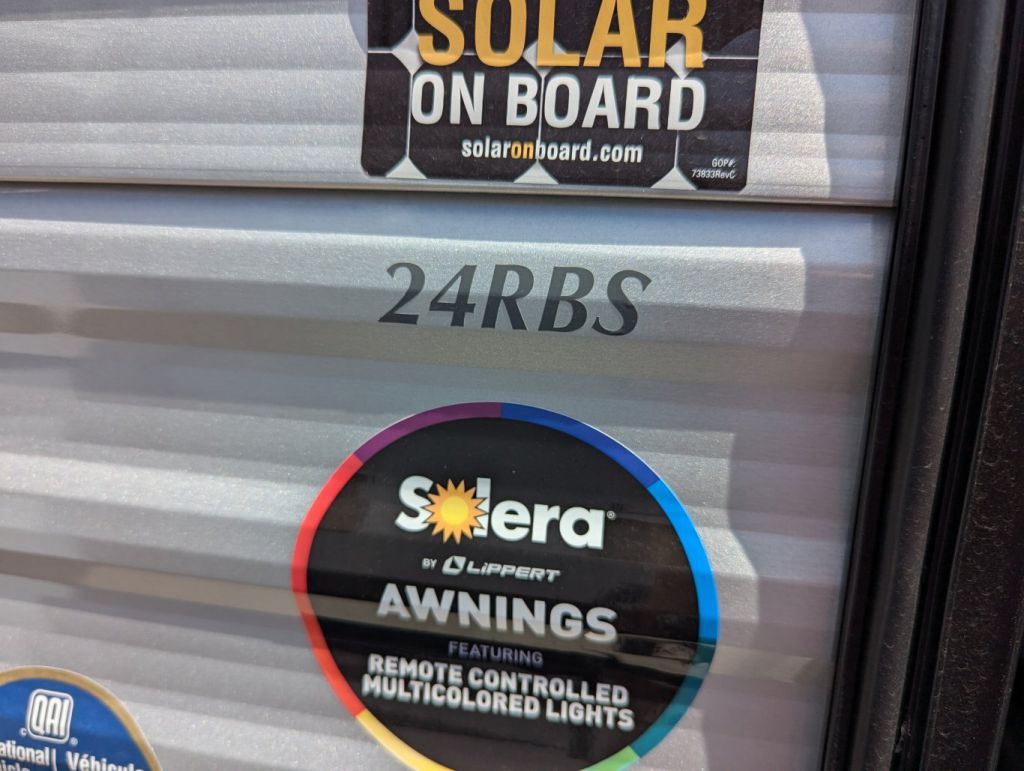 SOLAR
ON BOARD
solaronboard.com
GOP#:
73833RevC
24RBS
Solera®
BY LIPPERT
AWNINGS
FEATURING
REMOTE CONTROLLED
MULTICOLORED LIGHTS
QAI
ational Véhicule
icle